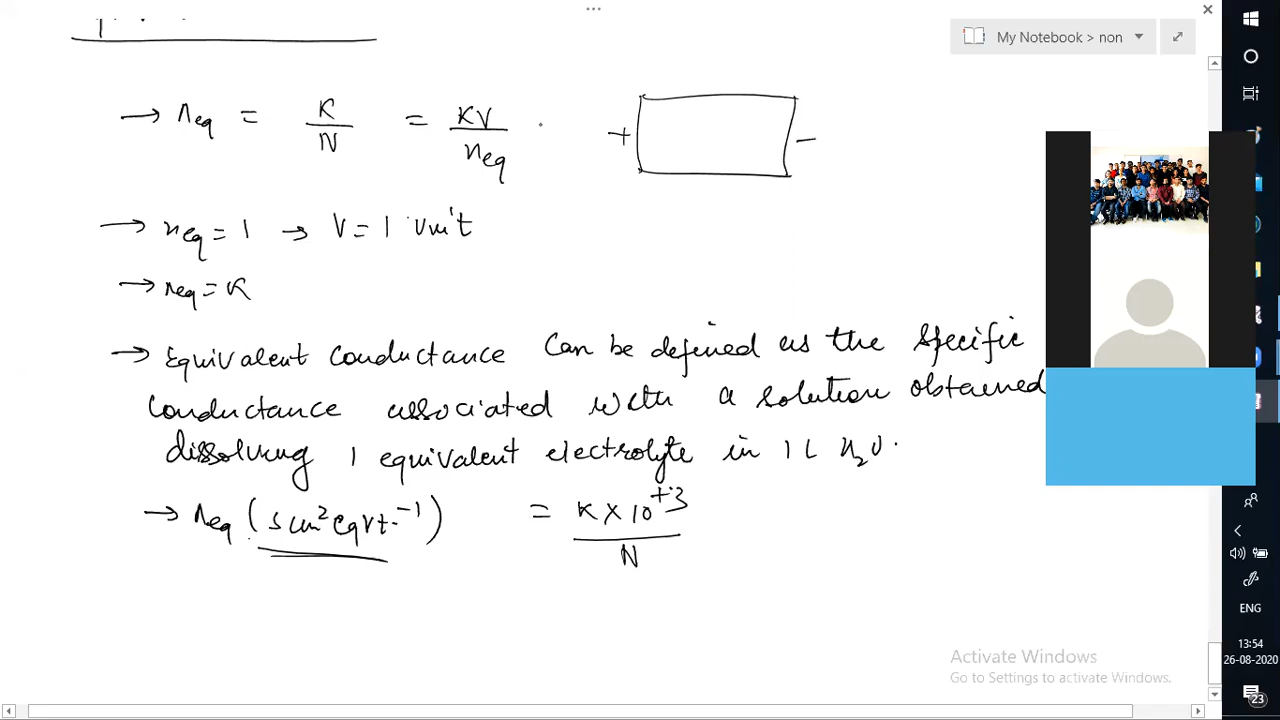 ...
My Notebook > non
→ Λeq = K/N = KV/neq
+ −
→ neq = 1 → V = 1 Unit
→ Λeq = K
→ Equivalent conductance can be defined as the specific
conductance associated with a solution obtained
dissolving 1 equivalent electrolyte in 1 L H₂O.
→ Λeq (S cm² eqvt.⁻¹) = K × 10⁺³/N
ENG
13:54
26-08-2020
Activate Windows
Go to Settings to activate Windows.
23